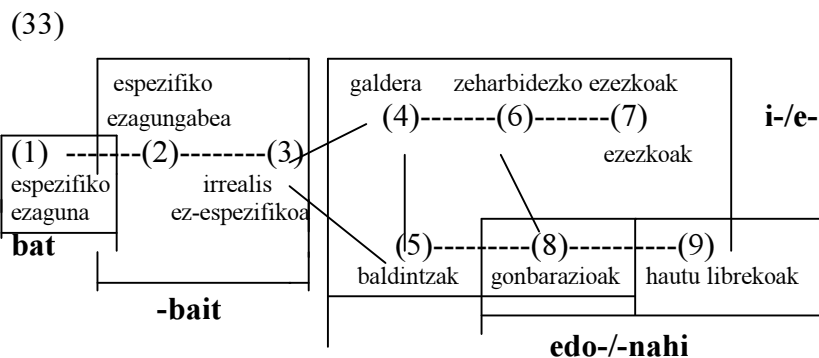 (33)
espezifiko galdera zeharbidezko ezezkoak
ezagungabea (4)-------(6)-------(7) i-/e-
(1) ------(2)--------(3) ezezkoak
espezifiko irrealis
ezaguna ez-espezifikoa
bat (5)-------(8)--------(9)
baldintzak gonbarazioak hautu librekoak
-bait
edo-/-nahi